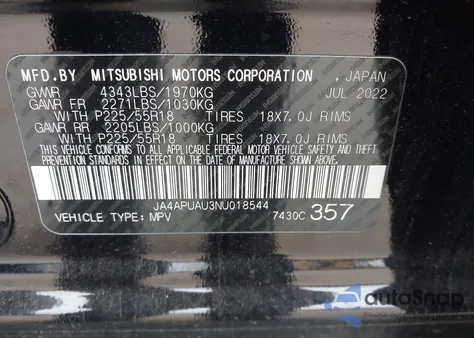 MFD.BY MITSUBISHI MOTORS CORPORATION , JAPAN
GVWR 4343LBS/1970KG JUL 2022
GAWR FR 2271LBS/1030KG
WITH P225/55R18 TIRES 18X7.0J RIMS
GAWR RR 2205LBS/1000KG
WITH P225/55R18 TIRES 18X7.0J RIMS
THIS VEHICLE CONFORMS TO ALL APPLICABLE FEDERAL MOTOR VEHICLE SAFETY AND THEFT
PREVENTION STANDARDS IN EFFECT ON THE DATE OF MANUFACTURE SHOWN ABOVE.
JA4APUAU3NU018544
VEHICLE TYPE: MPV 7430C 357
autoSnap